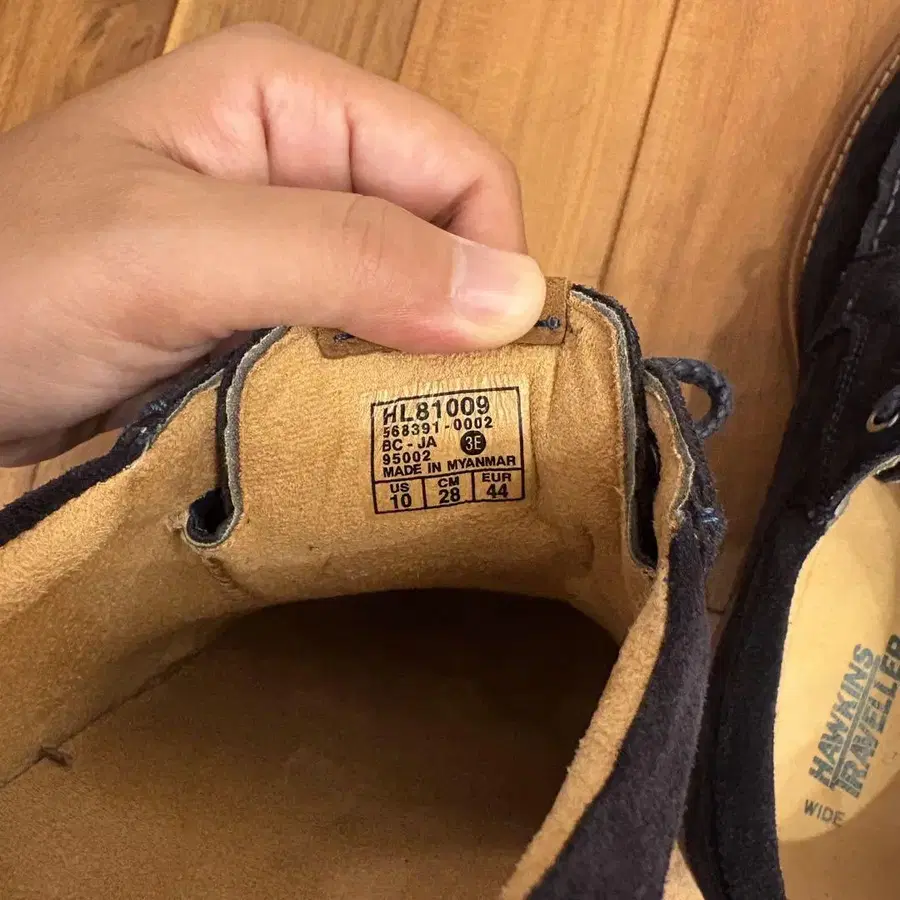 HL81009
568391-0002
BC-JA 3E
95002
MADE IN MYANMAR
US CM EUR
10 28 44
HAWKINS
TRAVELLER
WIDE